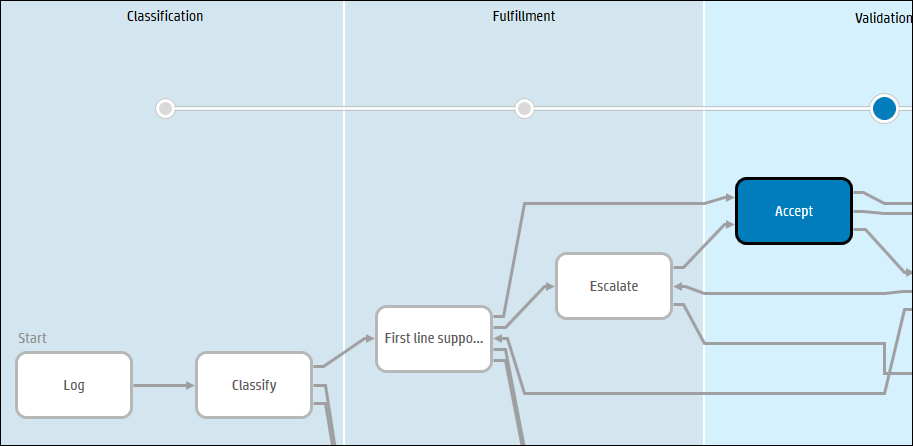 Classification
Fulfillment
Validation
Accept
Escalate
First line suppo...
Start
Log
Classify